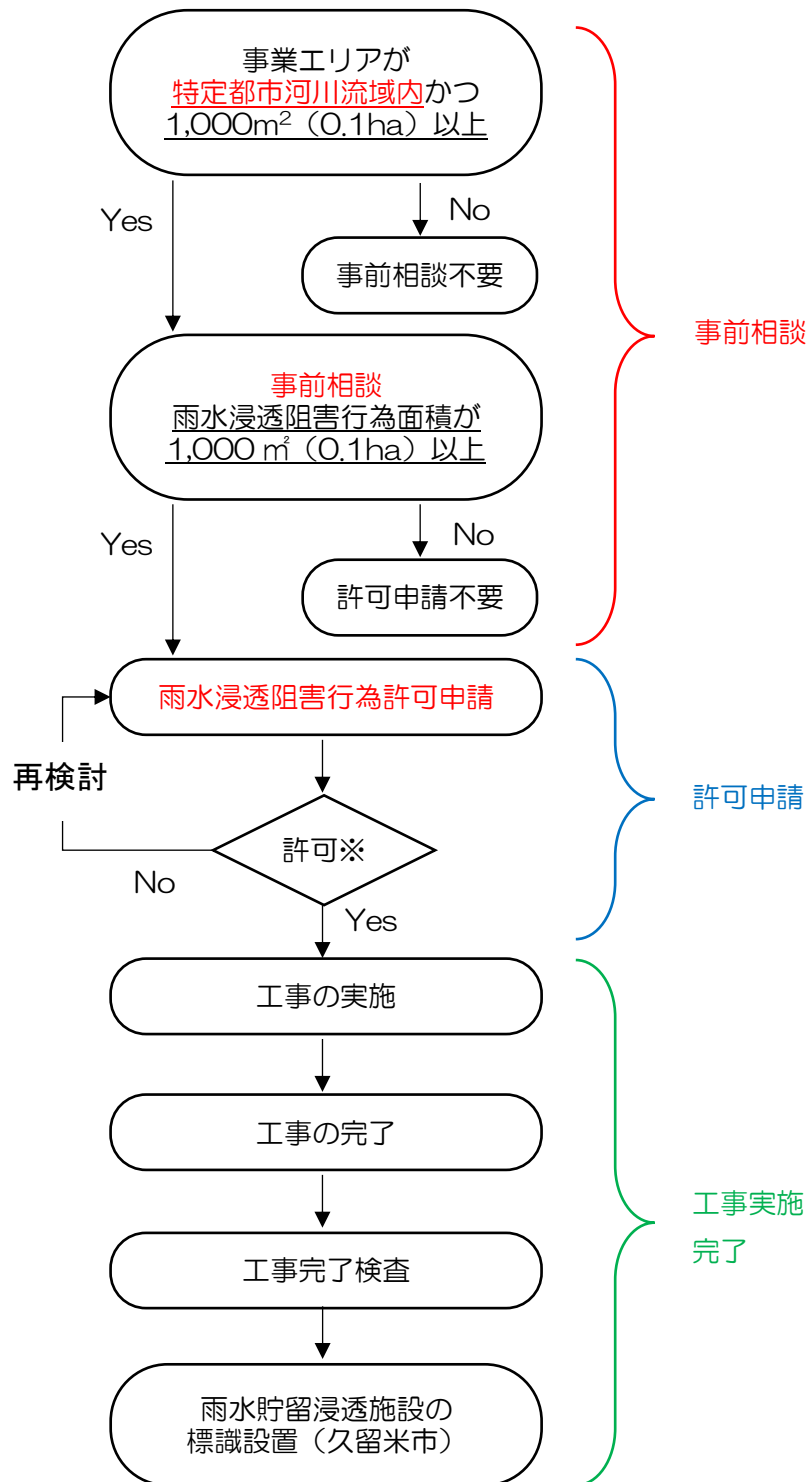 事業エリアが
特定都市河川流域内かつ
1,000m²（0.1ha）以上
Yes
No
事前相談不要
事前相談
事前相談
雨水浸透阻害行為面積が
1,000㎡（0.1ha）以上
Yes
No
許可申請不要
雨水浸透阻害行為許可申請
再検討
許可申請
許可※
No
Yes
工事の実施
工事の完了
工事実施
完了
工事完了検査
雨水貯留浸透施設の
標識設置（久留米市）